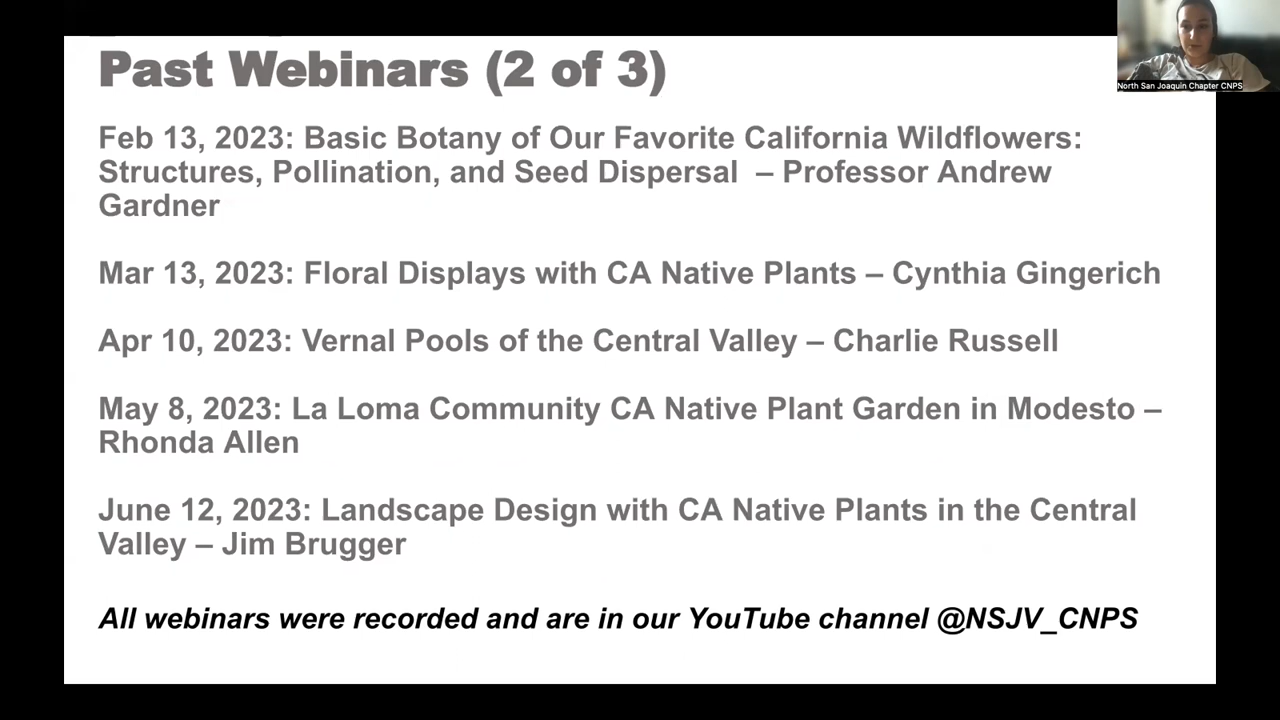 Past Webinars (2 of 3)
North San Joaquin Chapter CNPS
Feb 13, 2023: Basic Botany of Our Favorite California Wildflowers:
Structures, Pollination, and Seed Dispersal – Professor Andrew
Gardner
Mar 13, 2023: Floral Displays with CA Native Plants – Cynthia Gingerich
Apr 10, 2023: Vernal Pools of the Central Valley – Charlie Russell
May 8, 2023: La Loma Community CA Native Plant Garden in Modesto –
Rhonda Allen
June 12, 2023: Landscape Design with CA Native Plants in the Central
Valley – Jim Brugger
All webinars were recorded and are in our YouTube channel @NSJV_CNPS